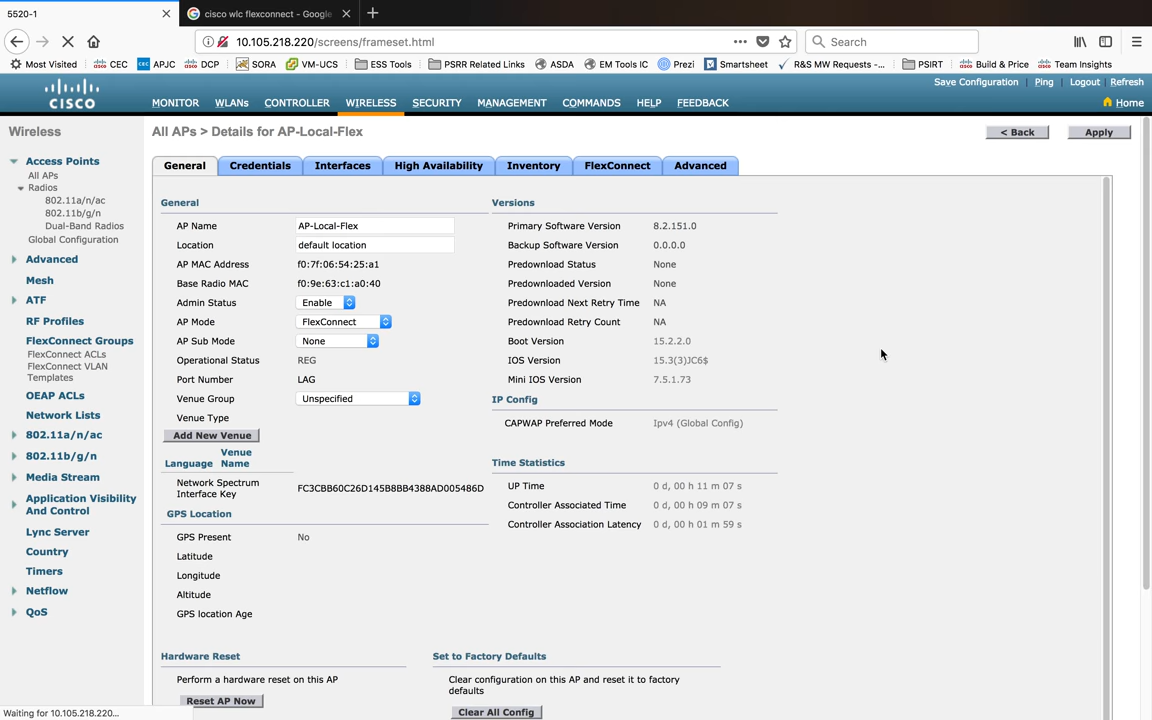 5520-1
cisco wlc flexconnect - Google
10.105.218.220/screens/frameset.html
Search
Most Visited CEC APJC DCP SORA VM-UCS ESS Tools PSRR Related Links ASDA EM Tools IC Prezi Smartsheet R&S MW Requests -... PSIRT Build & Price Team Insights
Save Configuration Ping Logout Refresh
CISCO MONITOR WLANs CONTROLLER WIRELESS SECURITY MANAGEMENT COMMANDS HELP FEEDBACK Home
Wireless
Access Points
All APs
Radios
802.11a/n/ac
802.11b/g/n
Dual-Band Radios
Global Configuration
Advanced
Mesh
ATF
RF Profiles
FlexConnect Groups
FlexConnect ACLs
FlexConnect VLAN
Templates
OEAP ACLs
Network Lists
802.11a/n/ac
802.11b/g/n
Media Stream
Application Visibility
And Control
Lync Server
Country
Timers
Netflow
QoS
All APs > Details for AP-Local-Flex
< Back Apply
General Credentials Interfaces High Availability Inventory FlexConnect Advanced
General
AP Name AP-Local-Flex
Location default location
AP MAC Address f0:7f:06:54:25:a1
Base Radio MAC f0:9e:63:c1:a0:40
Admin Status Enable
AP Mode FlexConnect
AP Sub Mode None
Operational Status REG
Port Number LAG
Venue Group Unspecified
Venue Type
Add New Venue
Venue
Language Name
Network Spectrum
Interface Key FC3CBB60C26D145B8BB4388AD005486D
GPS Location
GPS Present No
Latitude
Longitude
Altitude
GPS location Age
Versions
Primary Software Version 8.2.151.0
Backup Software Version 0.0.0.0
Predownload Status None
Predownloaded Version None
Predownload Next Retry Time NA
Predownload Retry Count NA
Boot Version 15.2.2.0
IOS Version 15.3(3)JC6$
Mini IOS Version 7.5.1.73
IP Config
CAPWAP Preferred Mode Ipv4 (Global Config)
Time Statistics
UP Time 0 d, 00 h 11 m 07 s
Controller Associated Time 0 d, 00 h 09 m 07 s
Controller Association Latency 0 d, 00 h 01 m 59 s
Hardware Reset
Perform a hardware reset on this AP
Reset AP Now
Set to Factory Defaults
Clear configuration on this AP and reset it to factory
defaults
Clear All Config
Waiting for 10.105.218.220...